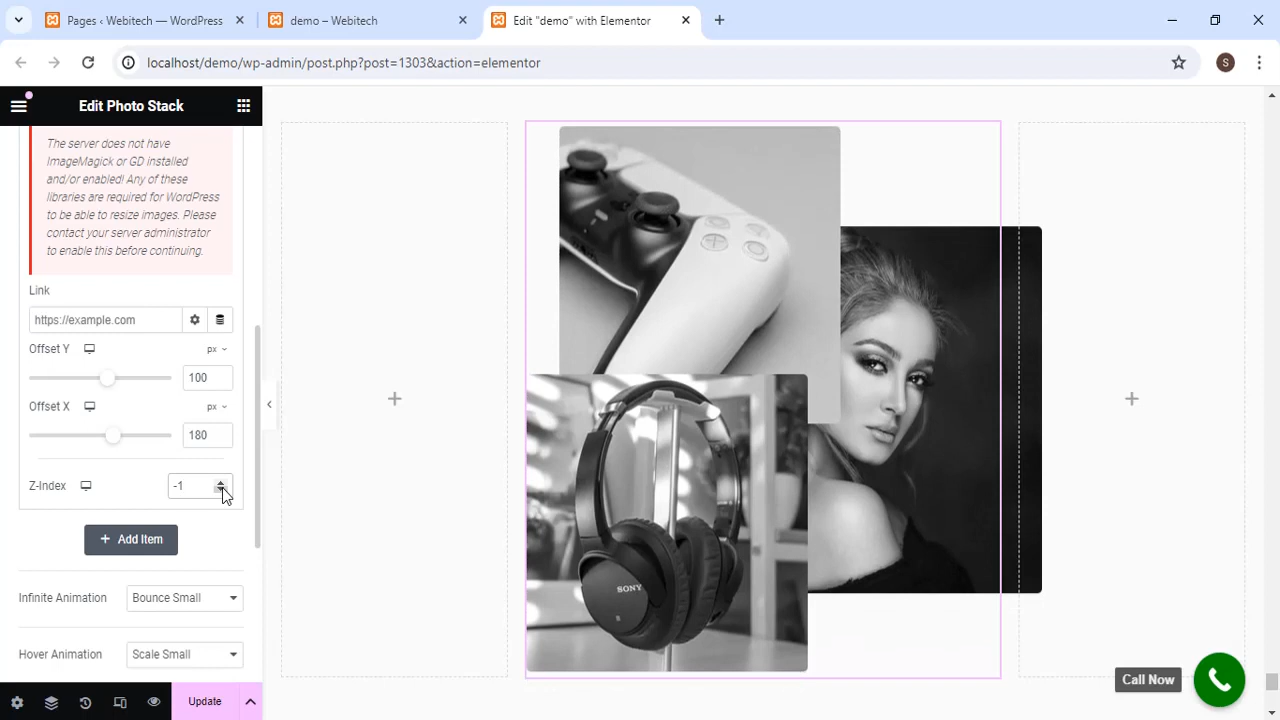 Pages ‹ Webitech — WordPress
demo – Webitech
Edit "demo" with Elementor
localhost/demo/wp-admin/post.php?post=1303&action=elementor
S
Edit Photo Stack
The server does not have
ImageMagick or GD installed
and/or enabled! Any of these
libraries are required for WordPress
to be able to resize images. Please
contact your server administrator
to enable this before continuing.
Link
https://example.com
Offset Y
px
100
Offset X
px
180
Z-Index
-1
+ Add Item
Infinite Animation
Bounce Small
Hover Animation
Scale Small
Update
SONY
Call Now